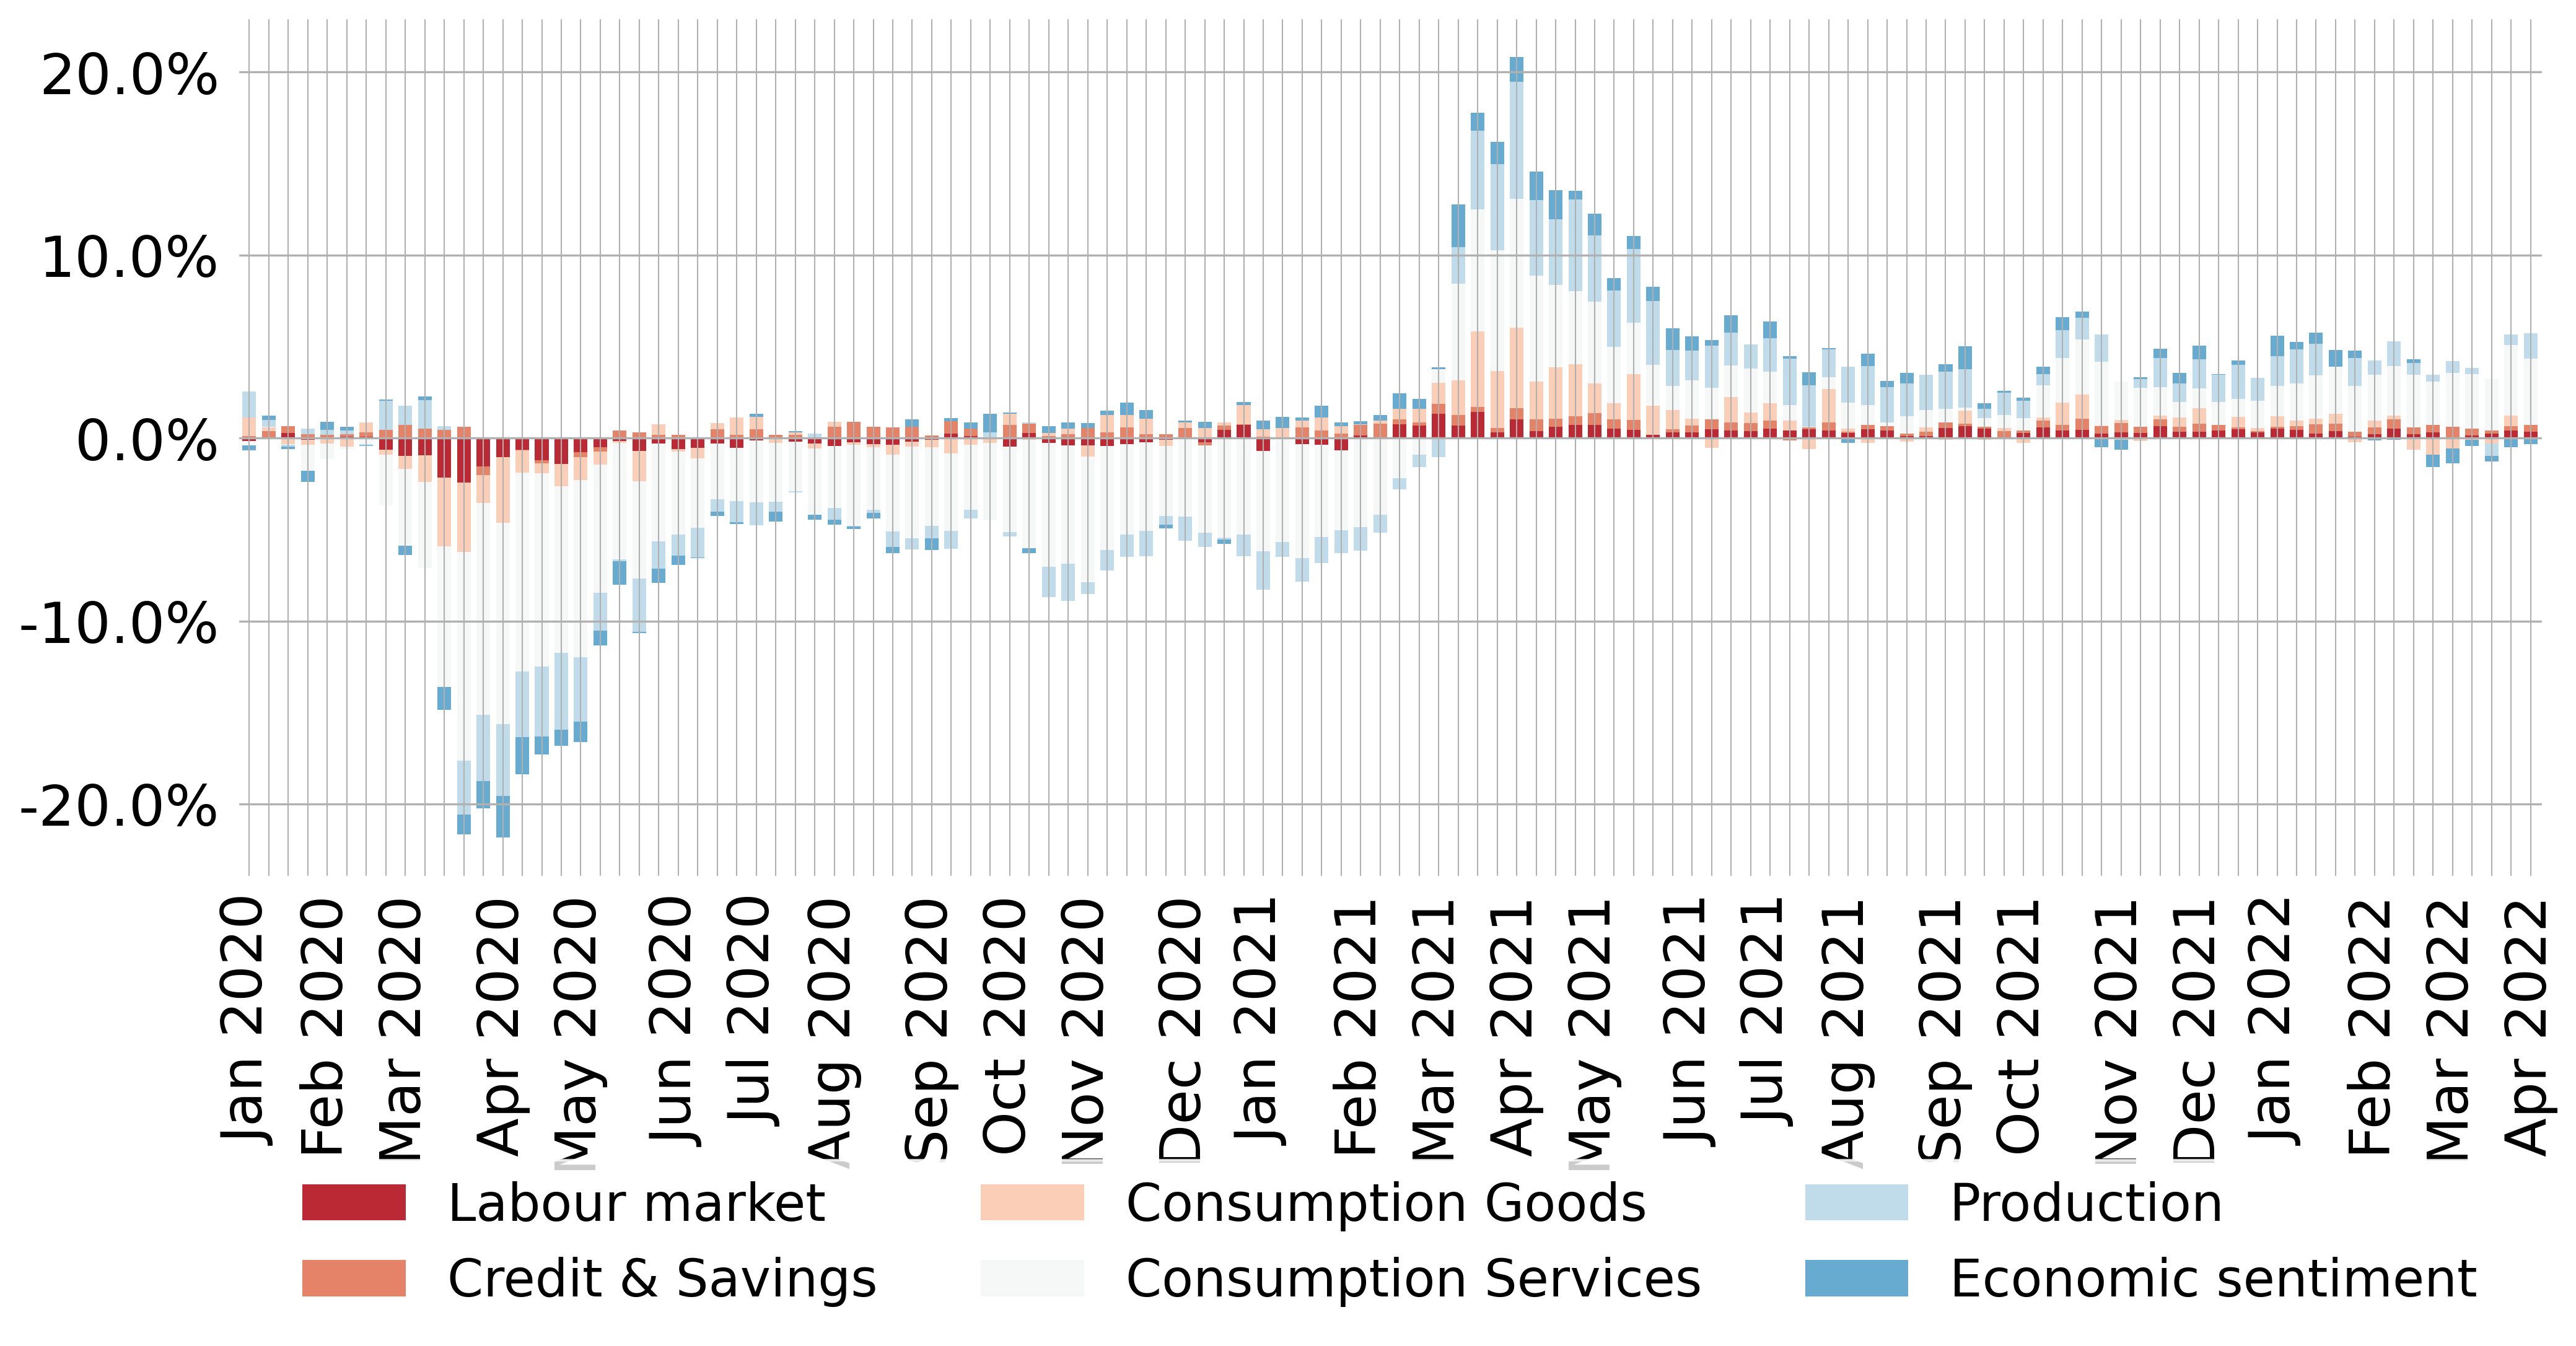 20.0%
10.0%
0.0%
-10.0%
-20.0%
Jan 2020
Feb 2020
Mar 2020
Apr 2020
May 2020
Jun 2020
Jul 2020
Aug 2020
Sep 2020
Oct 2020
Nov 2020
Dec 2020
Jan 2021
Feb 2021
Mar 2021
Apr 2021
May 2021
Jun 2021
Jul 2021
Aug 2021
Sep 2021
Oct 2021
Nov 2021
Dec 2021
Jan 2022
Feb 2022
Mar 2022
Apr 2022
Labour market
Consumption Goods
Production
Credit & Savings
Consumption Services
Economic sentiment